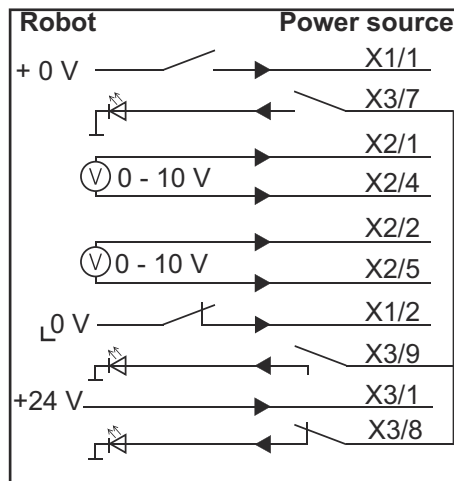 Robot Power source
+ 0 V X1/1
X3/7
X2/1
V 0 - 10 V
X2/4
X2/2
V 0 - 10 V
X2/5
0 V X1/2
X3/9
+24 V X3/1
X3/8